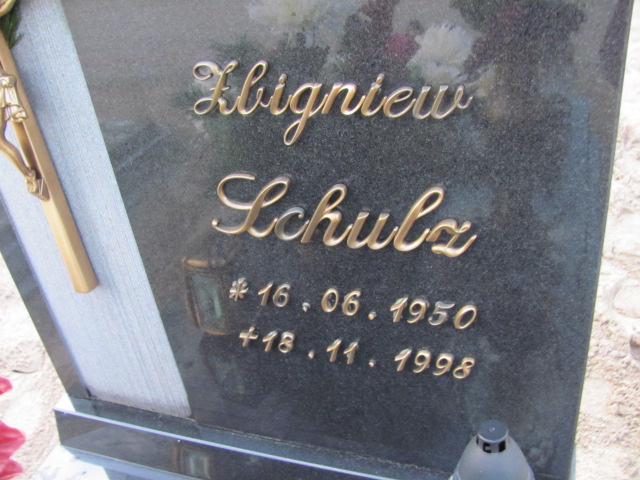 Zbigniew
Schulz
* 16.06.1950
+ 18.11.1998